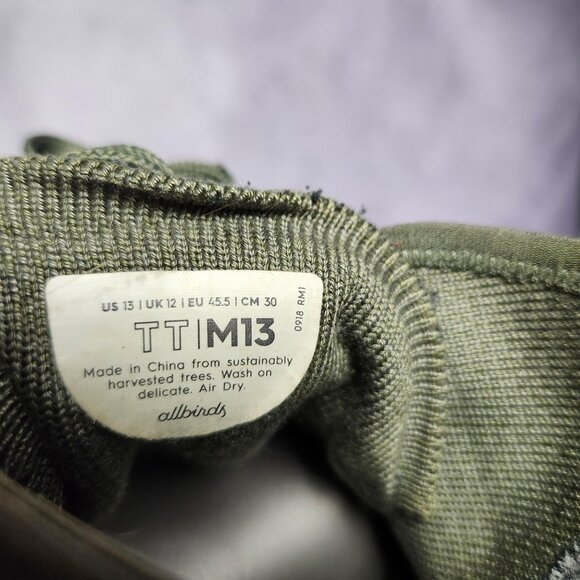 US 13 | UK 12 | EU 45.5 | CM 30
TT|M13
Made in China from sustainably
harvested trees. Wash on
delicate. Air Dry.
allbirds
0918 RM1